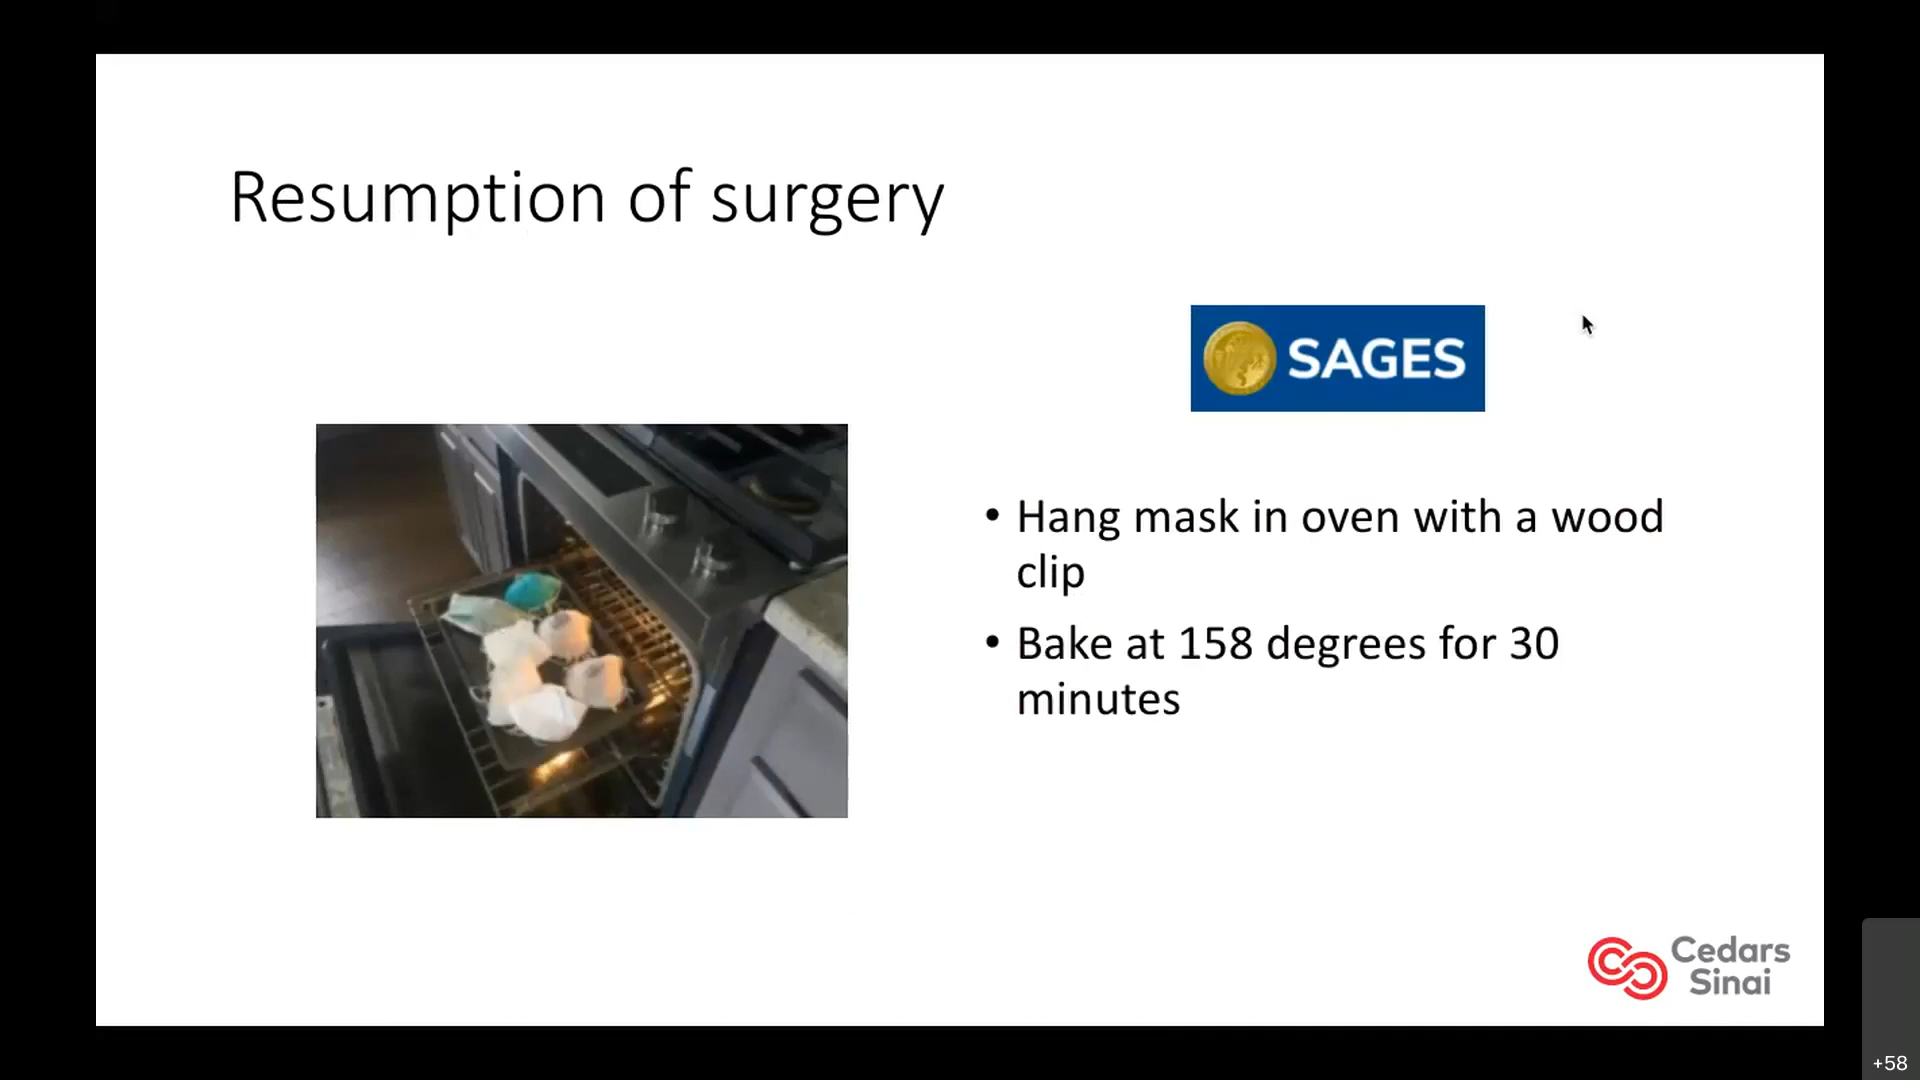 Resumption of surgery
SAGES
• Hang mask in oven with a wood
clip
• Bake at 158 degrees for 30
minutes
Cedars
Sinai
+58